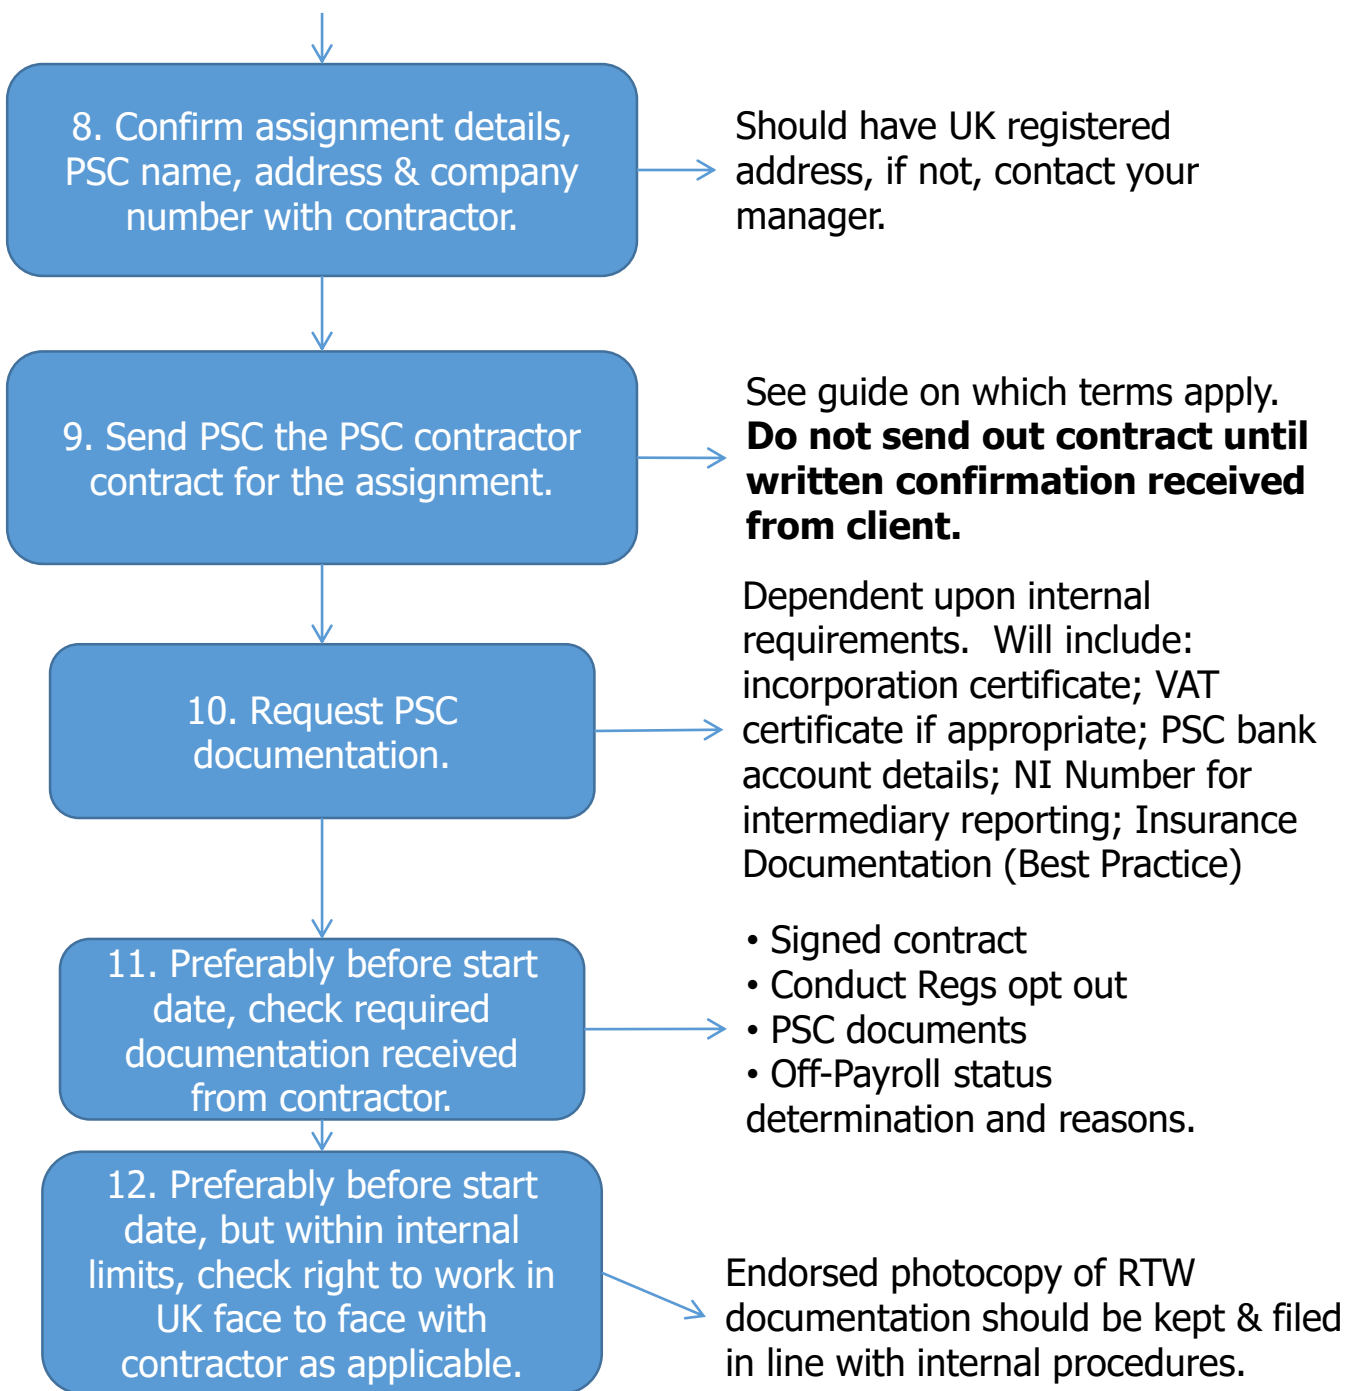 8. Confirm assignment details,
PSC name, address & company
number with contractor.
Should have UK registered
address, if not, contact your
manager.
9. Send PSC the PSC contractor
contract for the assignment.
See guide on which terms apply.
Do not send out contract until
written confirmation received
from client.
10. Request PSC
documentation.
Dependent upon internal
requirements.  Will include:
incorporation certificate; VAT
certificate if appropriate; PSC bank
account details; NI Number for
intermediary reporting; Insurance
Documentation (Best Practice)
11. Preferably before start
date, check required
documentation received
from contractor.
• Signed contract
• Conduct Regs opt out
• PSC documents
• Off-Payroll status
determination and reasons.
12. Preferably before start
date, but within internal
limits, check right to work in
UK face to face with
contractor as applicable.
Endorsed photocopy of RTW
documentation should be kept & filed
in line with internal procedures.